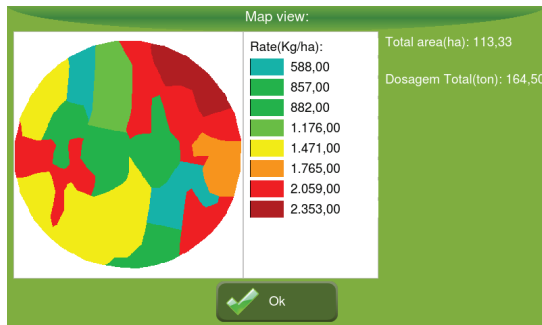 Map view:
Rate(Kg/ha):
588,00
857,00
882,00
1.176,00
1.471,00
1.765,00
2.059,00
2.353,00
Total area(ha): 113,33
Dosagem Total(ton): 164,50
Ok